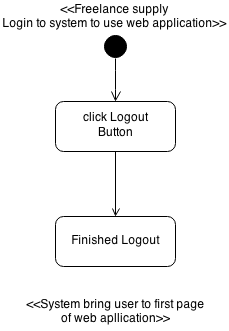 <<Freelance supply
Login to system to use web application>>
click Logout
Button
Finished Logout
<<System bring user to first page
of web apllication>>